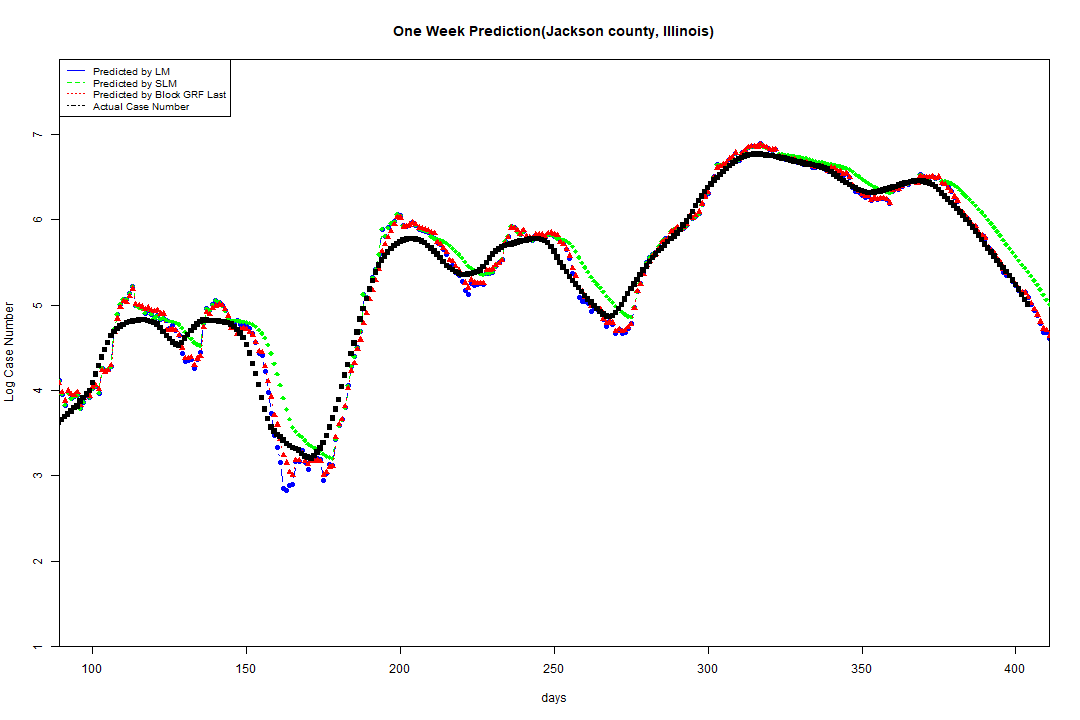 One Week Prediction(Jackson county, Illinois)
Predicted by LM
Predicted by SLM
Predicted by Block GRF Last
Actual Case Number
7
6
5
4
3
2
1
Log Case Number
100 150 200 250 300 350 400
days